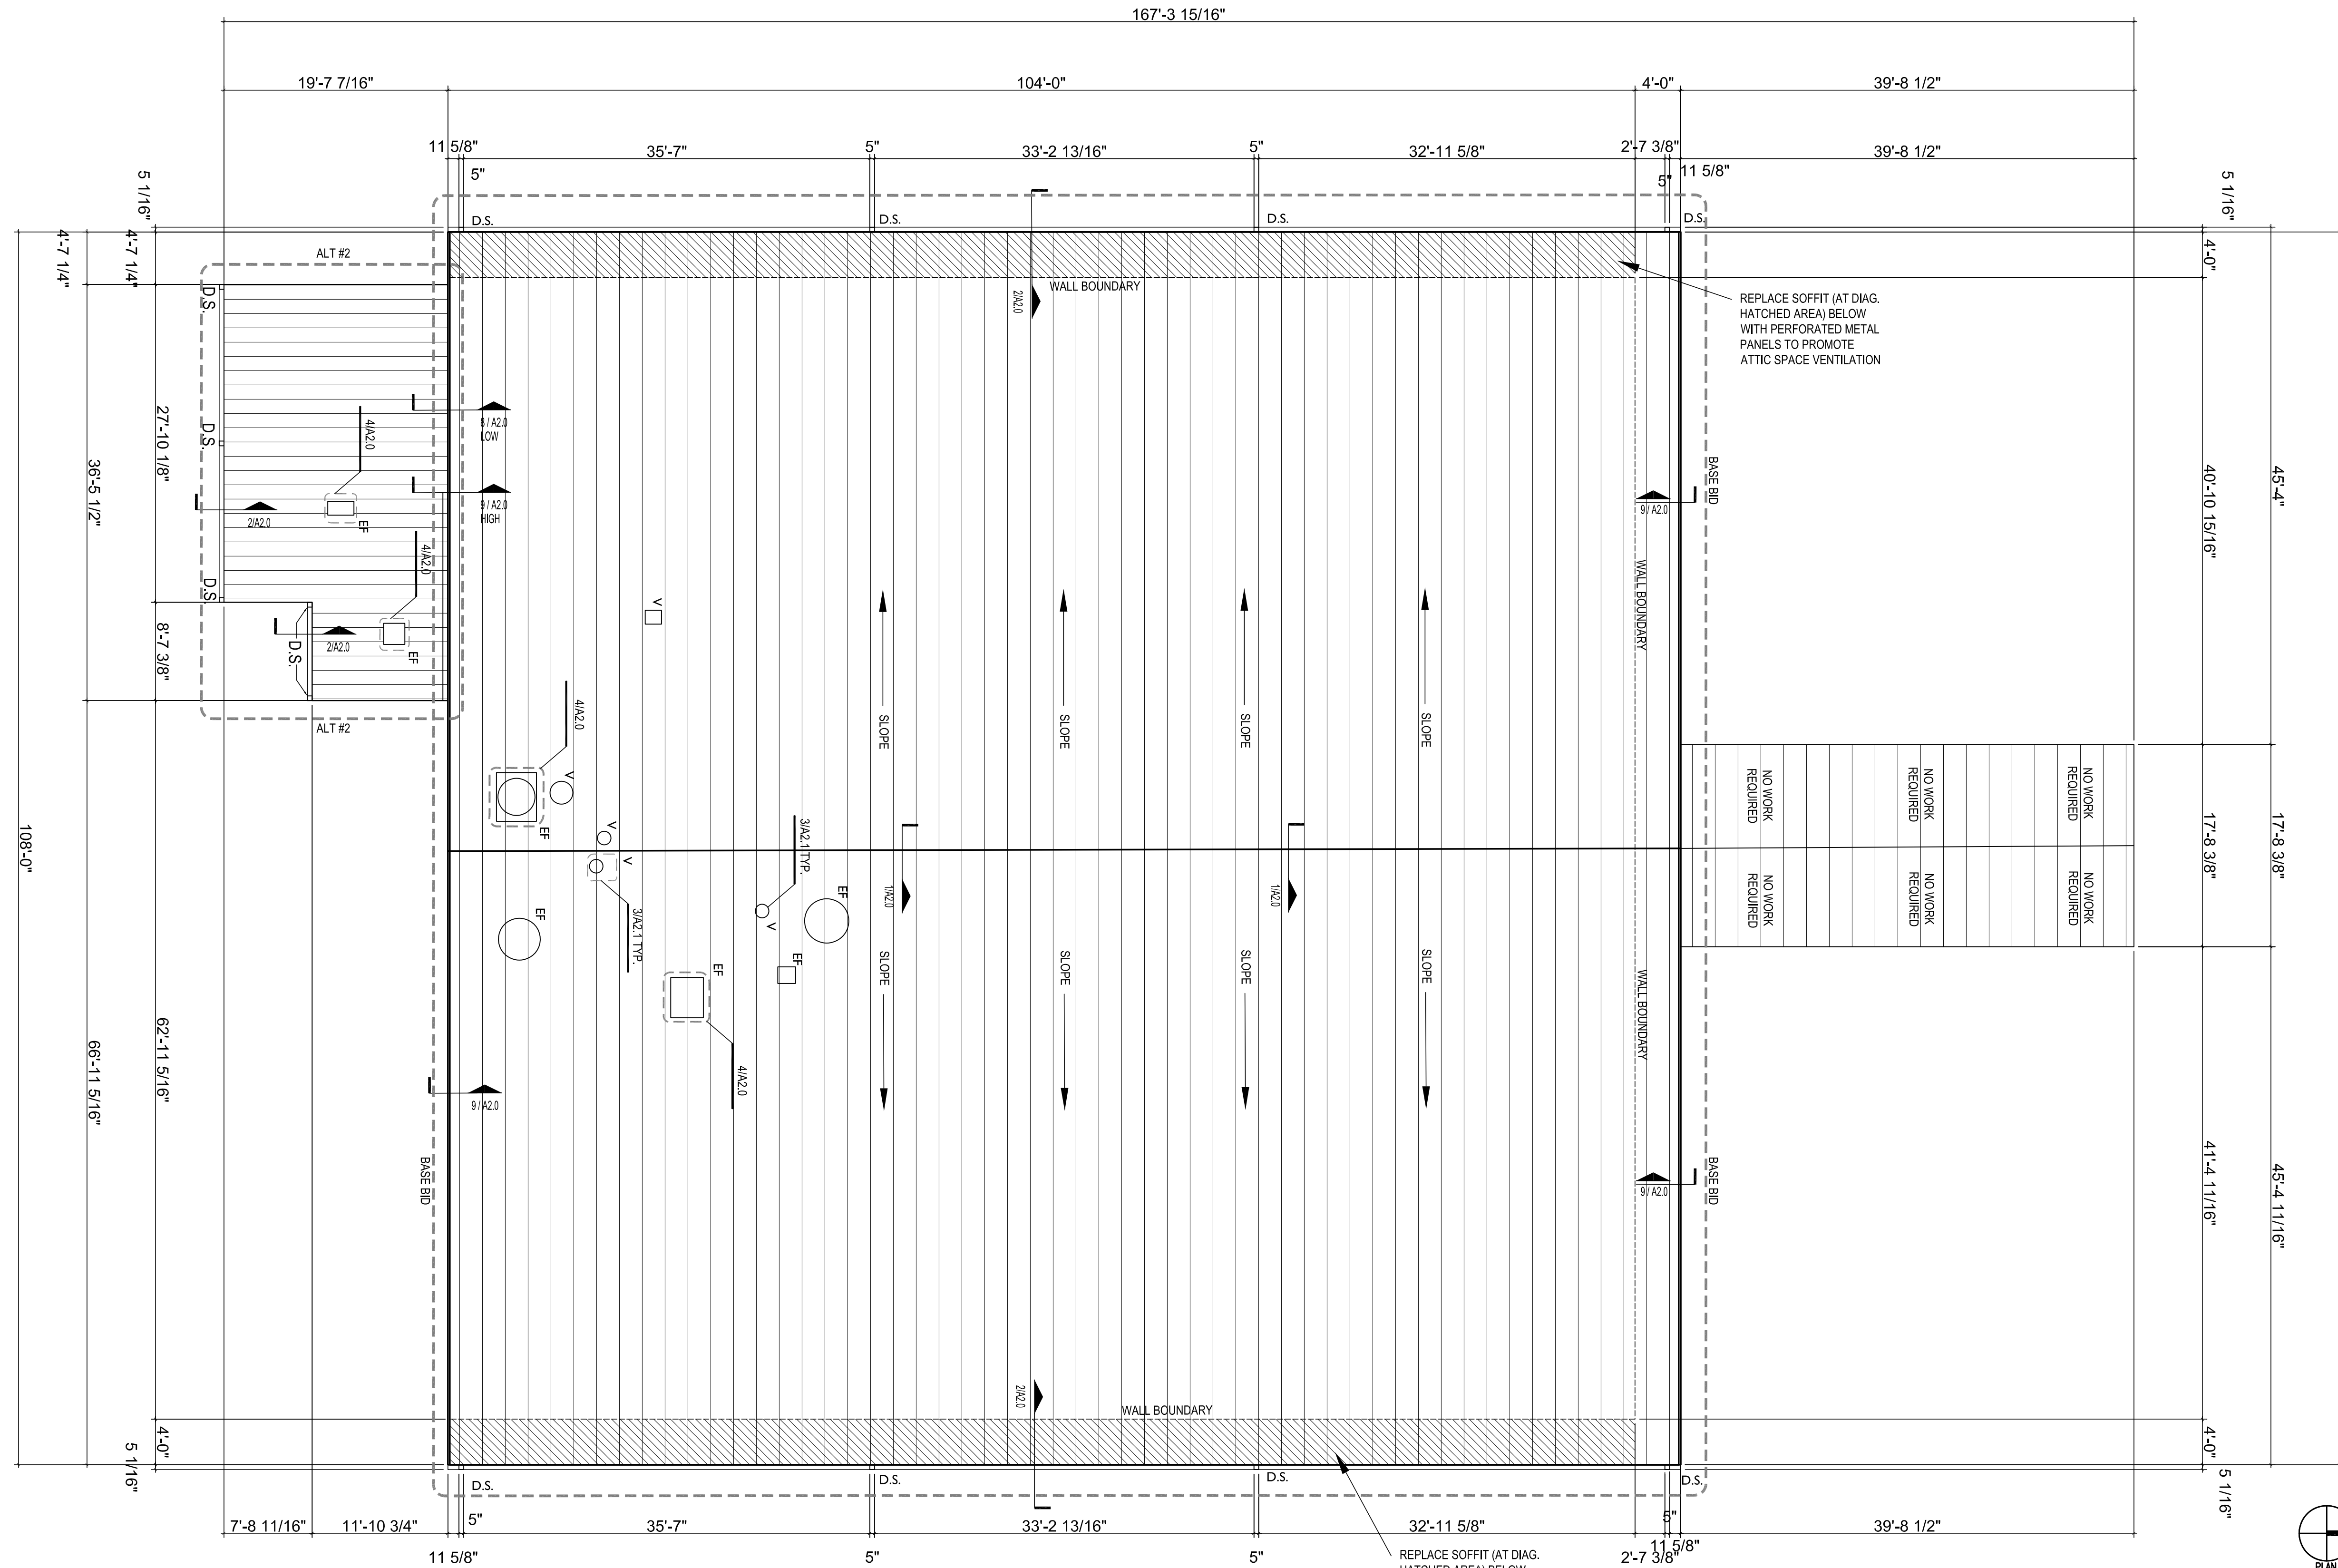 167'-3 15/16"
19'-7 7/16"
104'-0"
4'-0"
39'-8 1/2"
11 5/8"
35'-7"
5"
33'-2 13/16"
5"
32'-11 5/8"
2'-7 3/8"
39'-8 1/2"
5"
5"
11 5/8"
5 1/16"
5 1/16"
D.S.
D.S.
D.S.
D.S.
4'-7 1/4"
4'-7 1/4"
ALT #2
4'-0"
WALL BOUNDARY
2/A2.0
REPLACE SOFFIT (AT DIAG.
HATCHED AREA) BELOW
WITH PERFORATED METAL
PANELS TO PROMOTE
ATTIC SPACE VENTILATION
D.S.
D.S.
D.S.
D.S.
27'-10 1/8"
36'-5 1/2"
8'-7 3/8"
4/A2.0
EF
2/A2.0
4/A2.0
EF
2/A2.0
8 / A2.0
LOW
9 / A2.0
HIGH
ALT #2
BASE BID
9 / A2.0
WALL BOUNDARY
40'-10 15/16"
45'-4"
V
SLOPE
SLOPE
SLOPE
SLOPE
4/A2.0
V
EF
V
V
3/A2.1 TYP.
EF
3/A2.1 TYP.
V
EF
1/A2.0
1/A2.0
EF
EF
4/A2.0
SLOPE
SLOPE
SLOPE
SLOPE
WALL BOUNDARY
NO WORK
REQUIRED
NO WORK
REQUIRED
NO WORK
REQUIRED
NO WORK
REQUIRED
NO WORK
REQUIRED
NO WORK
REQUIRED
17'-8 3/8"
17'-8 3/8"
108'-0"
66'-11 5/16"
62'-11 5/16"
9 / A2.0
BASE BID
9 / A2.0
BASE BID
41'-4 11/16"
45'-4 11/16"
2/A2.0
WALL BOUNDARY
4'-0"
5 1/16"
4'-0"
5 1/16"
D.S.
D.S.
D.S.
D.S.
7'-8 11/16"
11'-10 3/4"
5"
35'-7"
33'-2 13/16"
32'-11 5/8"
5"
39'-8 1/2"
11 5/8"
5"
5"
2'-7 3/8"
11 5/8"
REPLACE SOFFIT (AT DIAG.
HATCHED AREA) BELOW
PLAN